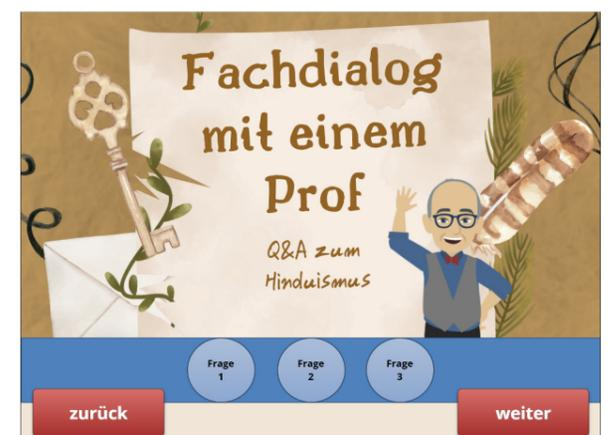 Fachdialog
mit einem
Prof
Q&A zum
Hinduismus
Frage
1
Frage
2
Frage
3
zurück
weiter